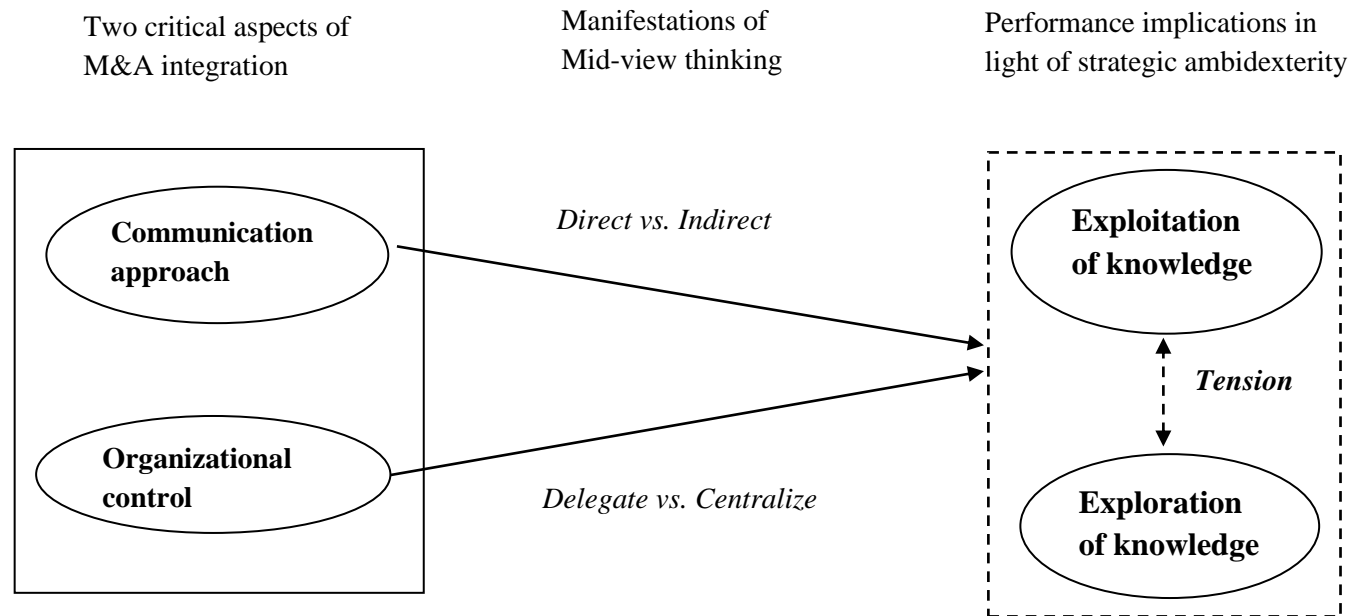 Two critical aspects of
M&A integration
Manifestations of
Mid-view thinking
Performance implications in
light of strategic ambidexterity
Communication
approach
Direct vs. Indirect
Exploitation
of knowledge
Tension
Organizational
control
Delegate vs. Centralize
Exploration
of knowledge